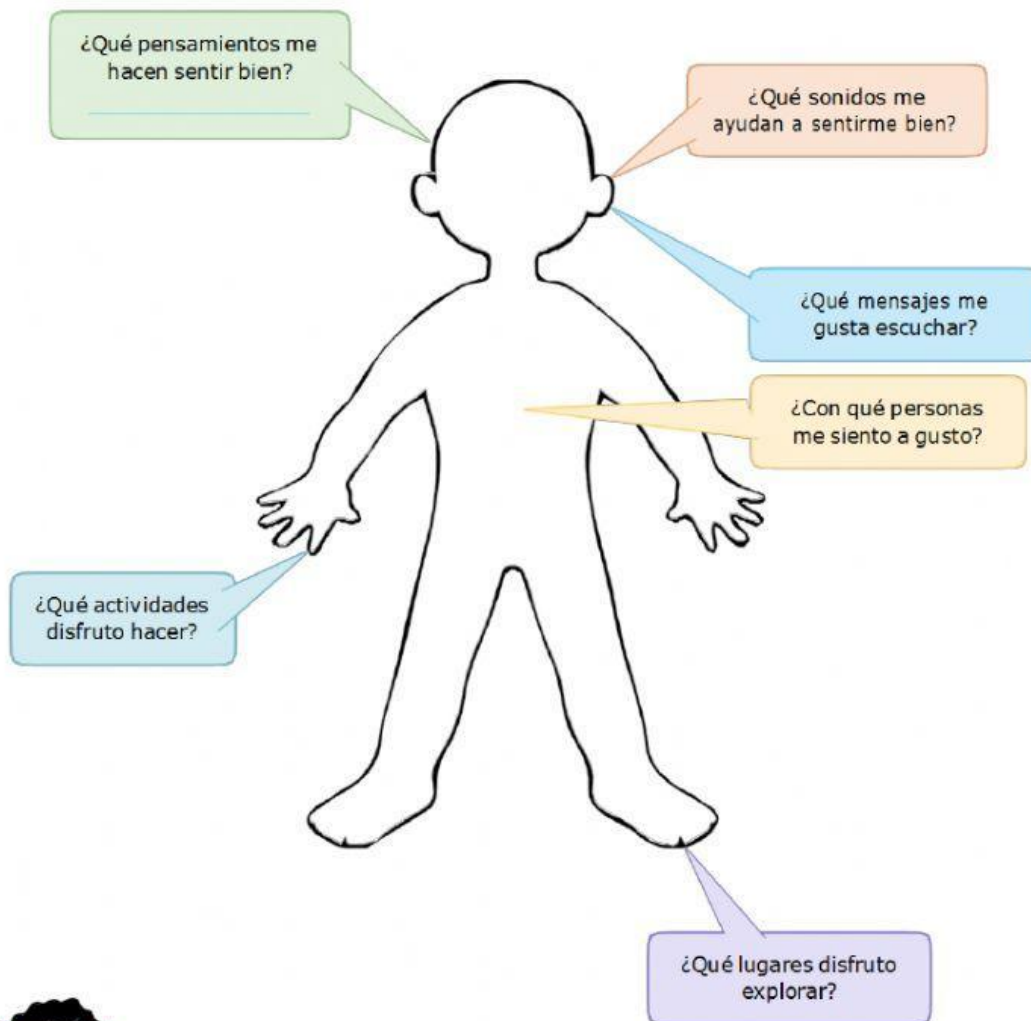 ¿Qué pensamientos me
hacen sentir bien?
¿Qué sonidos me
ayudan a sentirme bien?
¿Qué mensajes me
gusta escuchar?
¿Con qué personas
me siento a gusto?
¿Qué actividades
disfruto hacer?
¿Qué lugares disfruto
explorar?